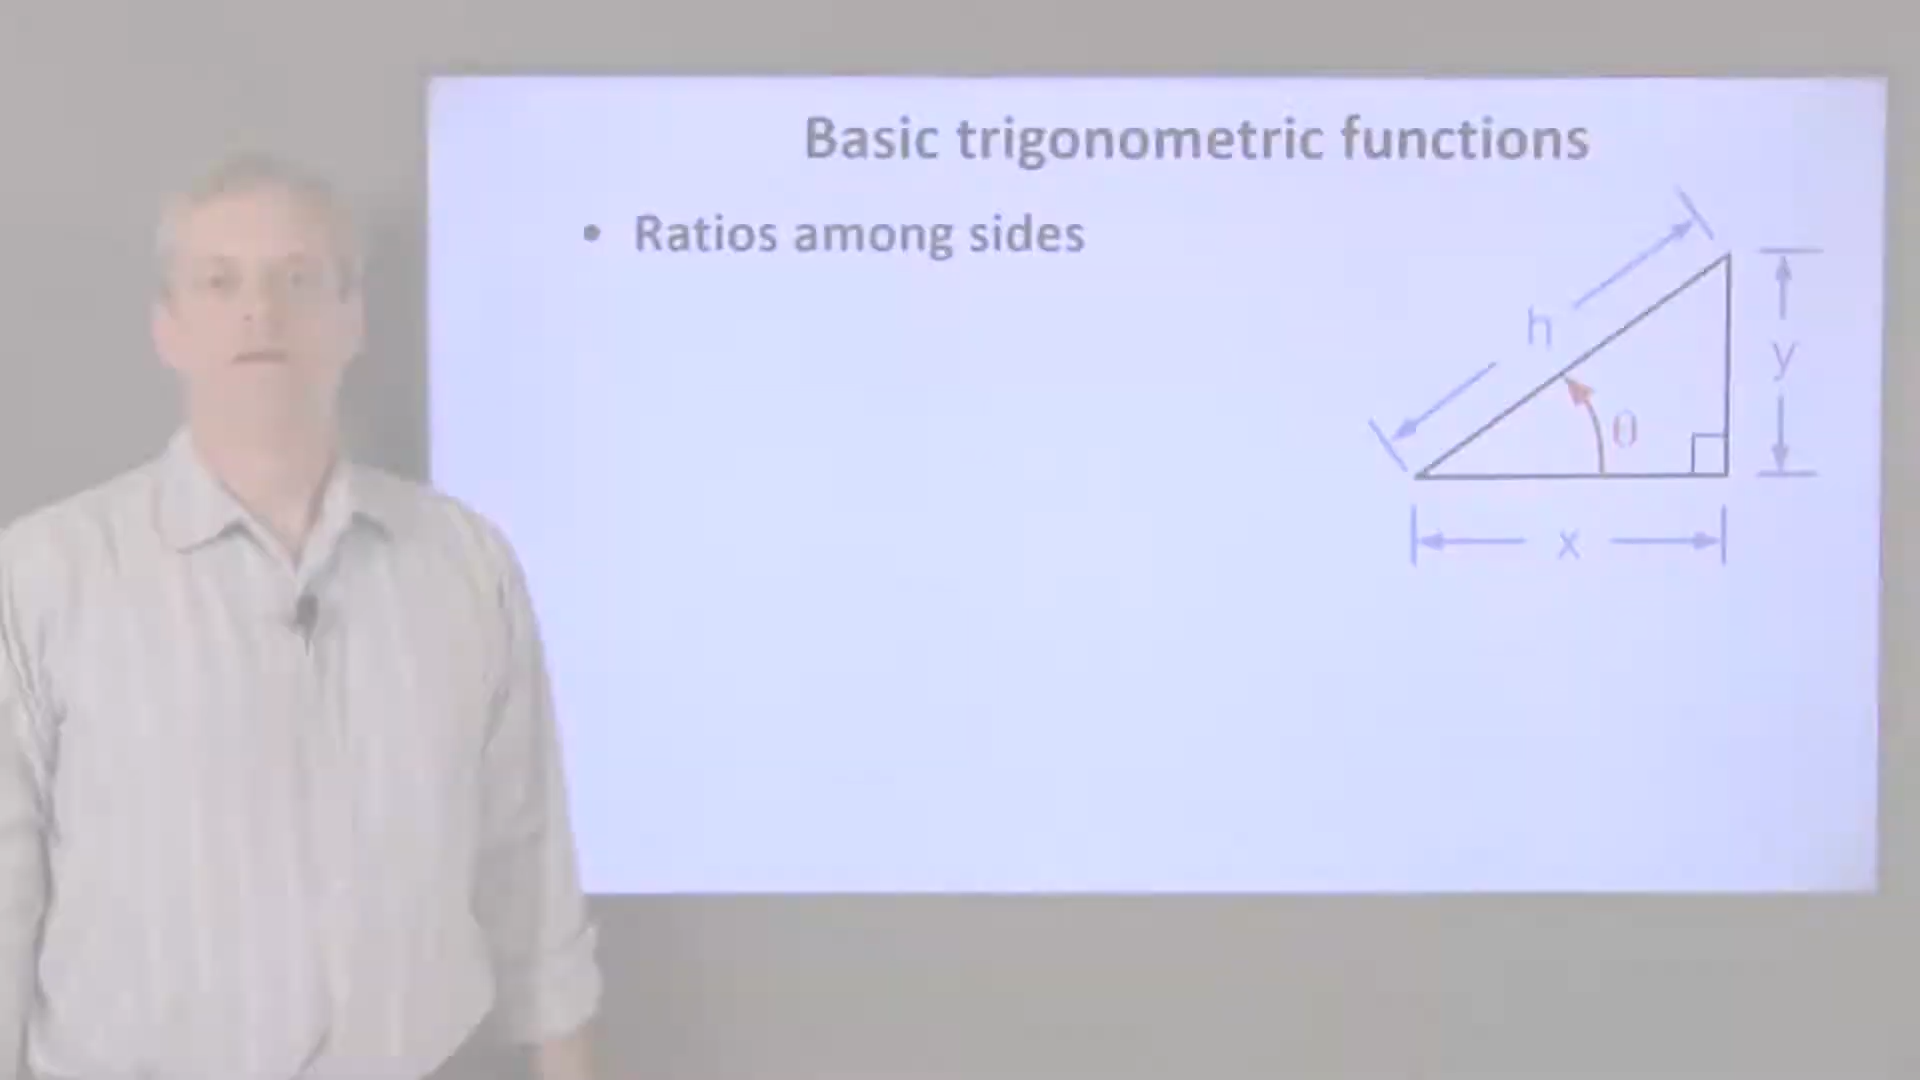 Basic trigonometric functions
• Ratios among sides
h
y
θ
x